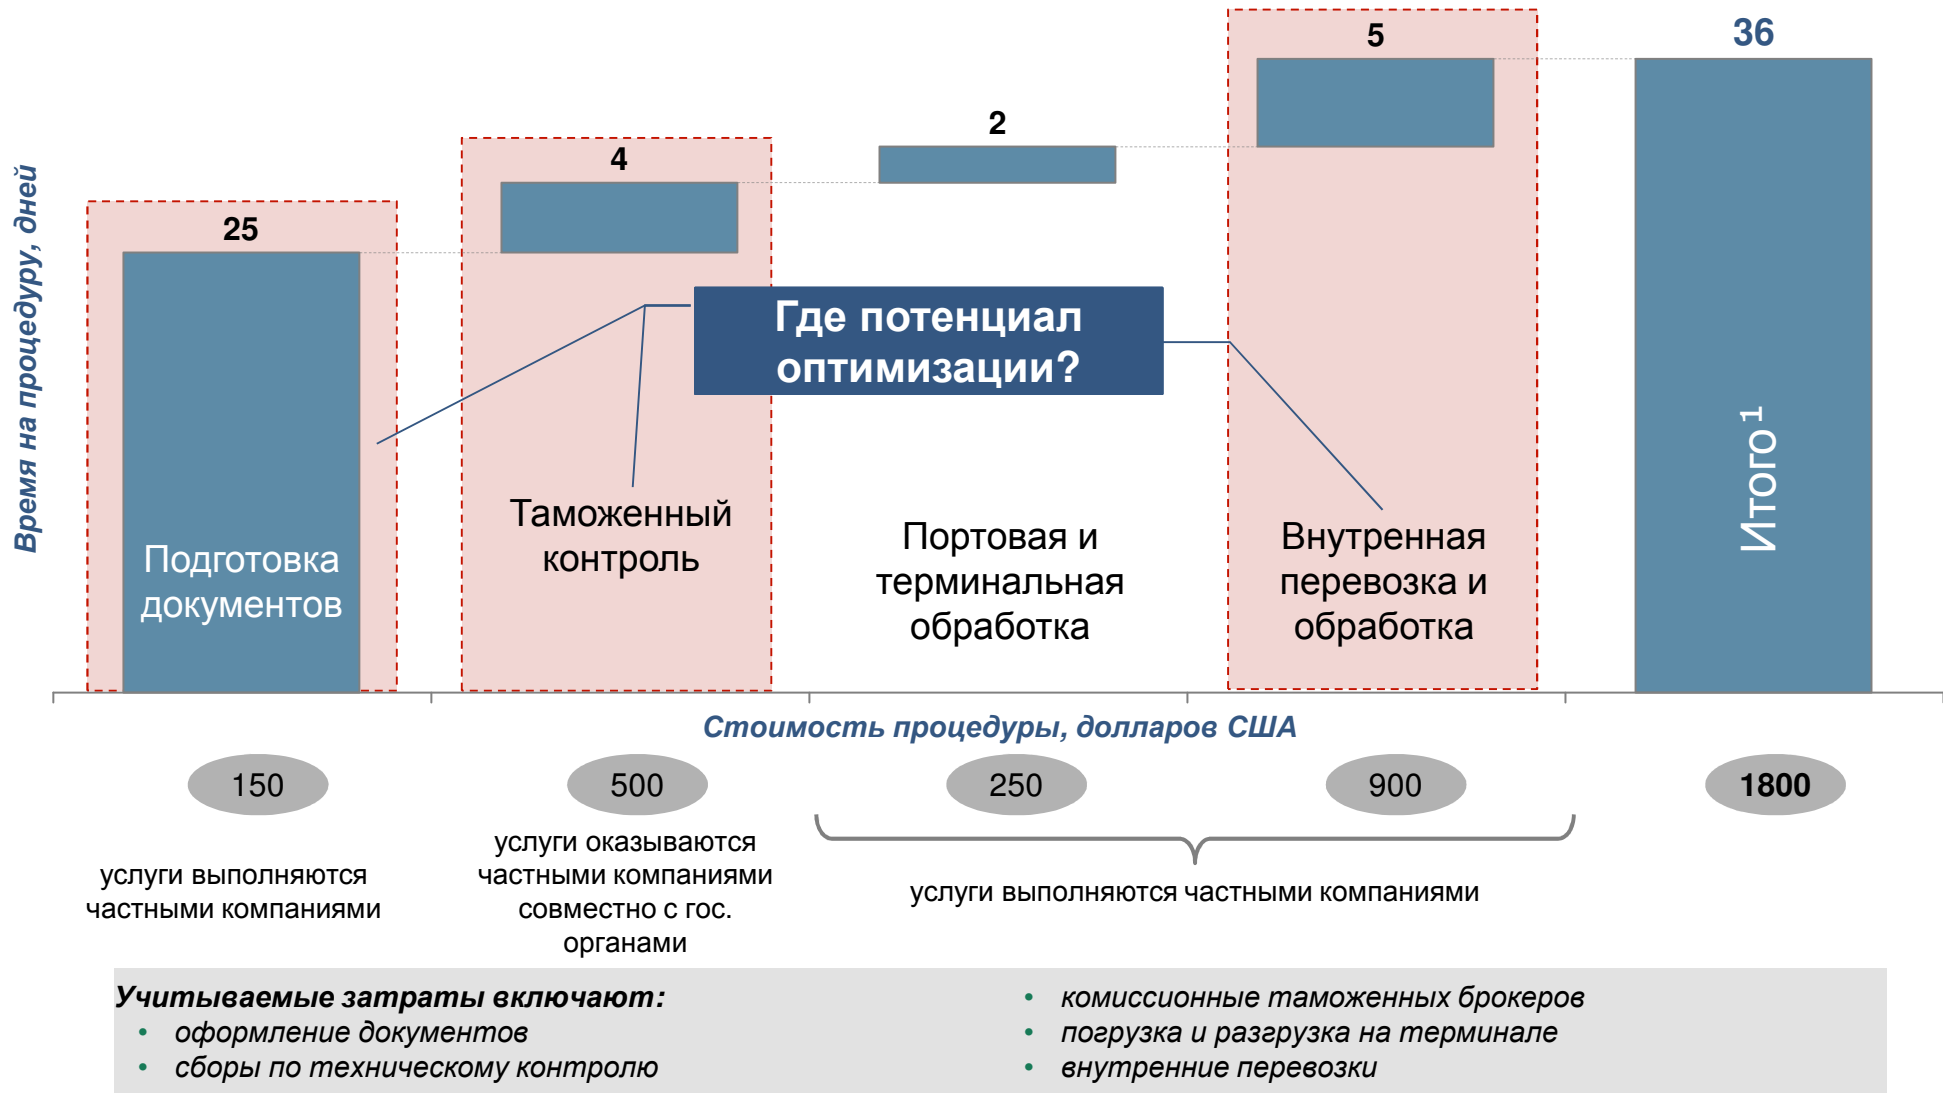 Время на процедуру, дней
25
4
2
5
36
Где потенциал
оптимизации?
Подготовка
документов
Таможенный
контроль
Портовая и
терминальная
обработка
Внутренная
перевозка и
обработка
Итого¹
Стоимость процедуры, долларов США
150
500
250
900
1800
услуги выполняются
частными компаниями
услуги оказываются
частными компаниями
совместно с гос.
органами
услуги выполняются частными компаниями
Учитываемые затраты включают:
• оформление документов
• сборы по техническому контролю
• комиссионные таможенных брокеров
• погрузка и разгрузка на терминале
• внутренние перевозки